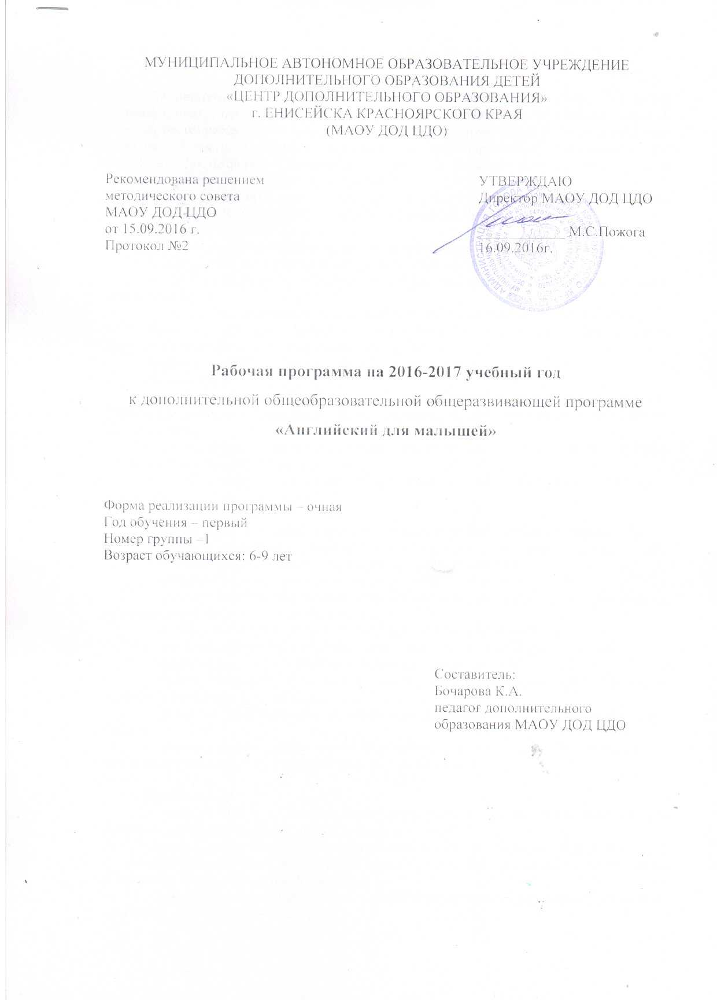 МУНИЦИПАЛЬНОЕ АВТОНОМНОЕ ОБРАЗОВАТЕЛЬНОЕ УЧРЕЖДЕНИЕ
ДОПОЛНИТЕЛЬНОГО ОБРАЗОВАНИЯ ДЕТЕЙ
«ЦЕНТР ДОПОЛНИТЕЛЬНОГО ОБРАЗОВАНИЯ»
г. ЕНИСЕЙСКА КРАСНОЯРСКОГО КРАЯ
(МАОУ ДОД ЦДО)
Рекомендована решением
методического совета
МАОУ ДОД ЦДО
от 15.09.2016 г.
Протокол №2
УТВЕРЖДАЮ
Директор МАОУ ДОД ЦДО
М.С.Пожога
16.09.2016г.
Рабочая программа на 2016-2017 учебный год
к дополнительной общеобразовательной общеразвивающей программе
«Английский для малышей»
Форма реализации программы – очная
Год обучения – первый
Номер группы –1
Возраст обучающихся: 6-9 лет
Составитель:
Бочарова К.А.
педагог дополнительного
образования МАОУ ДОД ЦДО